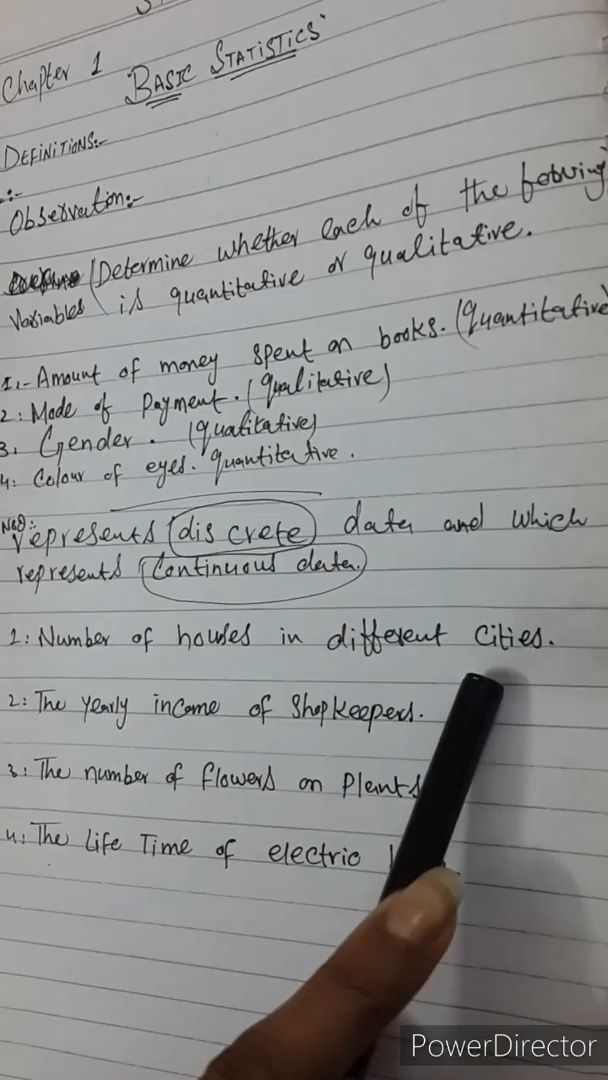 Chapter 1
BASIC STATISTICS
DEFINITIONS:-
Observation:-
Determine whether each of the
Variables is quantitative or qualitative.
1:- Amount of money spent on books. (Quantitative)
2: Mode of Payment. (Qualitative)
3. Gender. (qualitative)
4: Colour of eyes. quantitative.
represents discrete data and which
represents Continuous data.
1: Number of houses in different Cities.
2: The yearly income of Shopkeepers.
3: The number of flowers on Plants
4: The Life Time of electric
PowerDirector